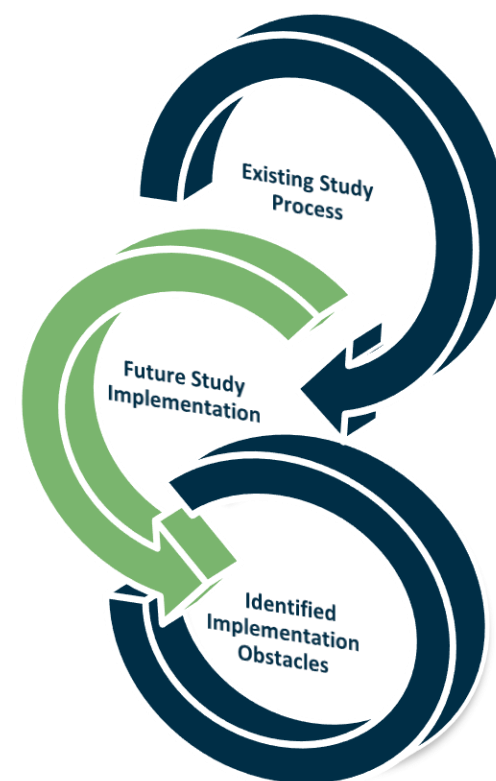 Existing Study
Process
Future Study
Implementation
Identified
Implementation
Obstacles